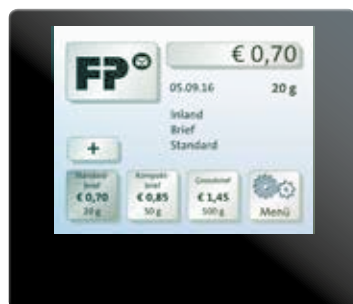 FP
€ 0,70
05.09.16 20 g
Inland
Brief
Standard
+
Standard-
brief
€ 0,70
20 g
Kompakt-
brief
€ 0,85
50 g
Grossbrief
€ 1,45
500 g
Menü